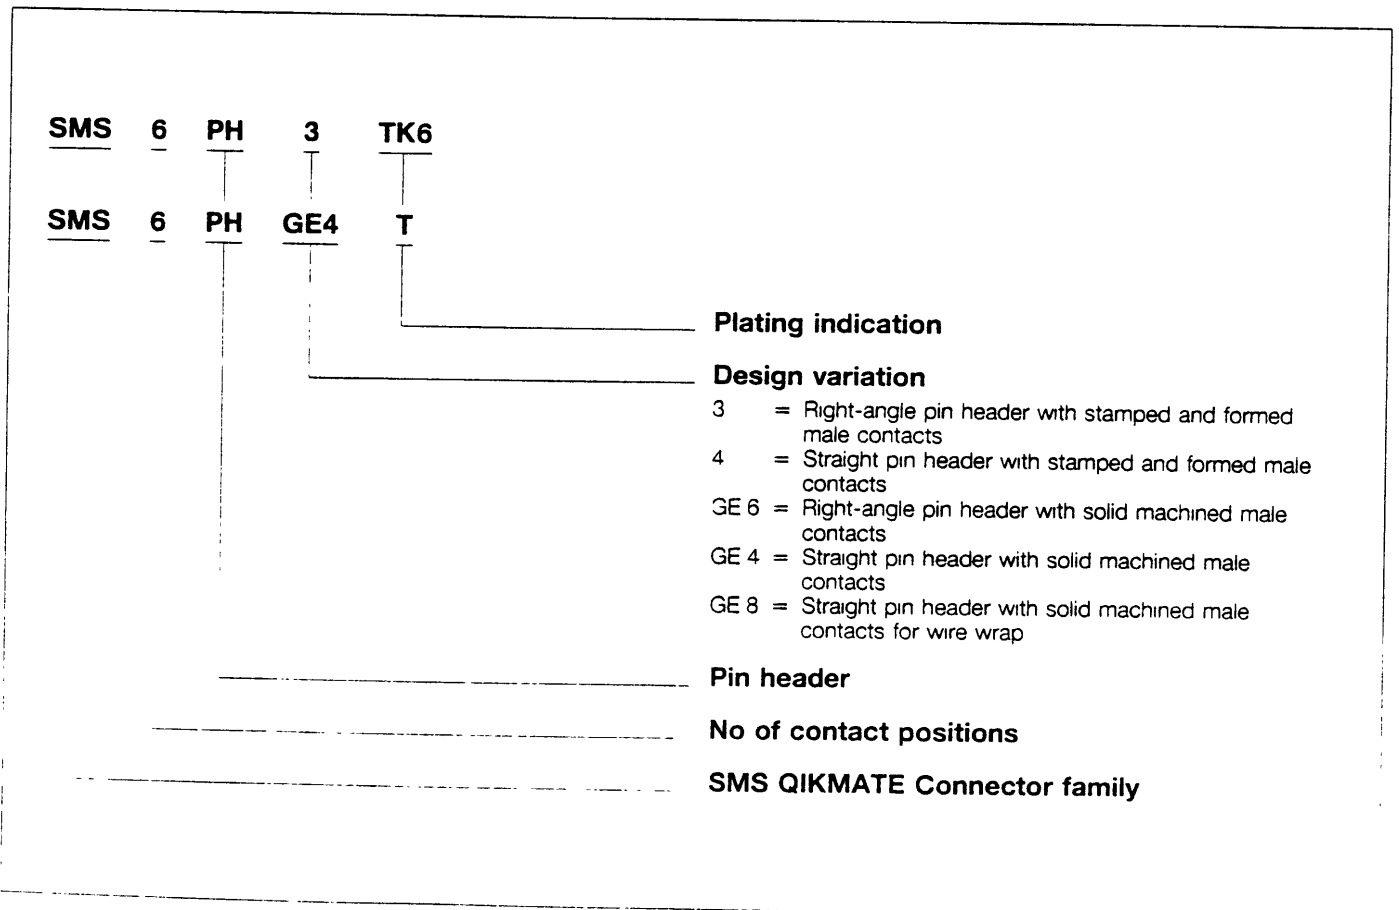 SMS 6 PH 3 TK6
SMS 6 PH GE4 T
Plating indication
Design variation
3 = Right-angle pin header with stamped and formed
male contacts
4 = Straight pin header with stamped and formed male
contacts
GE 6 = Right-angle pin header with solid machined male
contacts
GE 4 = Straight pin header with solid machined male
contacts
GE 8 = Straight pin header with solid machined male
contacts for wire wrap
Pin header
No of contact positions
SMS QIKMATE Connector family